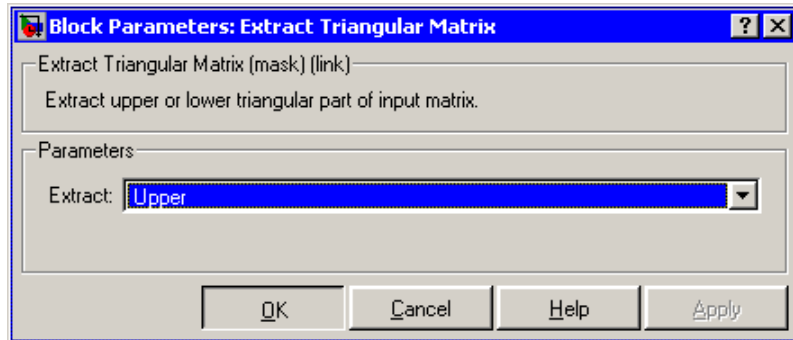 Block Parameters: Extract Triangular Matrix
Extract Triangular Matrix (mask) (link)
Extract upper or lower triangular part of input matrix.
Parameters
Extract: Upper
OK Cancel Help Apply